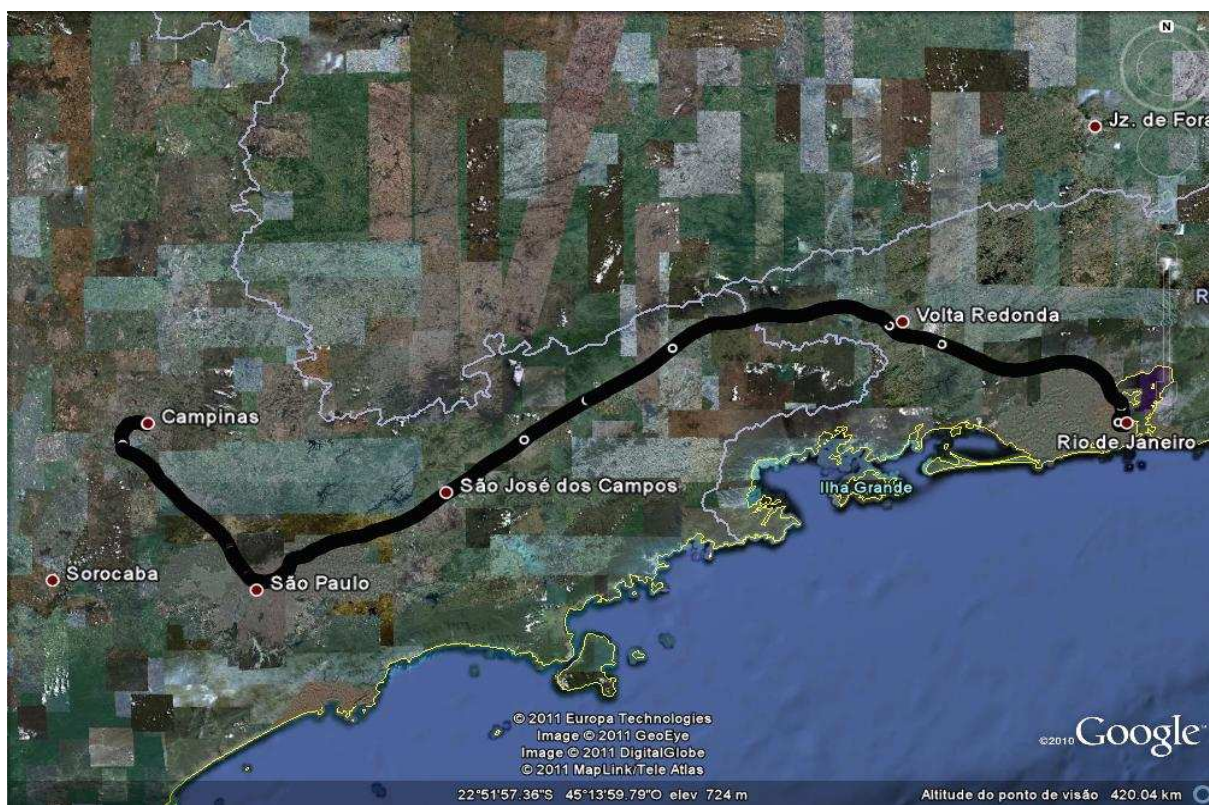 N
Jz. de Fora
R
Volta Redonda
Campinas
Rio de Janeiro
São José dos Campos
Ilha Grande
Sorocaba
São Paulo
© 2011 Europa Technologies
Image © 2011 GeoEye
Image © 2011 DigitalGlobe
© 2011 MapLink/Tele Atlas
©2010 Google
22°51'57.36"S 45°13'59.79"O elev 724 m
Altitude do ponto de visão 420.04 km